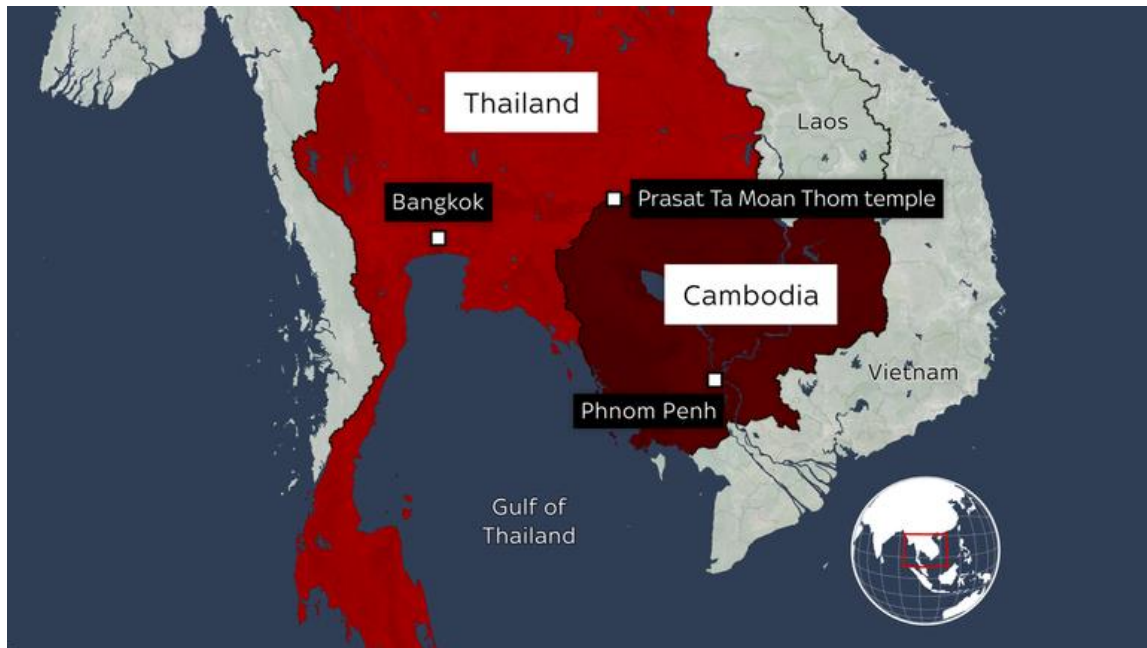 Thailand
Laos
Bangkok
Prasat Ta Moan Thom temple
Cambodia
Vietnam
Phnom Penh
Gulf of
Thailand